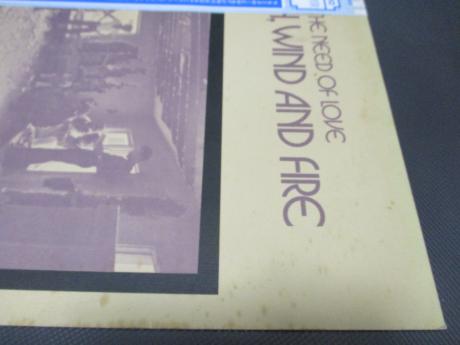 THE NEED OF LOVE
H, WIND AND FIRE